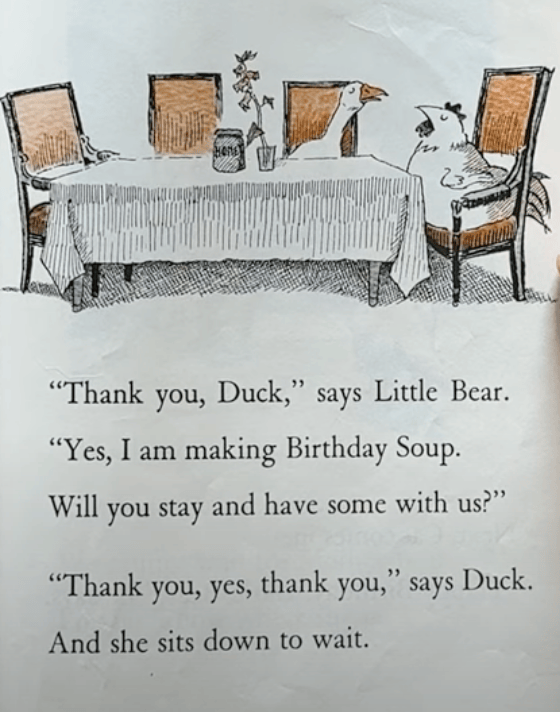 HONEY
“Thank you, Duck,” says Little Bear.
“Yes, I am making Birthday Soup.
Will you stay and have some with us?”
“Thank you, yes, thank you,” says Duck.
And she sits down to wait.